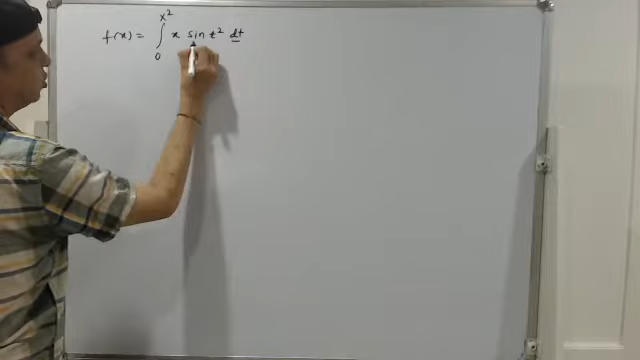 f(x) = ∫₀^{x²} x sin t² dt